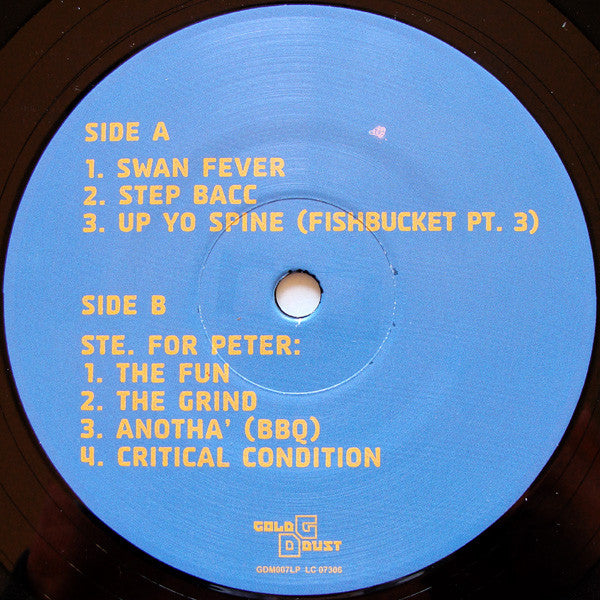 SIDE A
1. SWAN FEVER
2. STEP BACC
3. UP YO SPINE (FISHBUCKET PT. 3)
SIDE B
STE. FOR PETER:
1. THE FUN
2. THE GRIND
3. ANOTHA' (BBQ)
4. CRITICAL CONDITION
GOLD G
D DUST
GDM007LP LC 07306